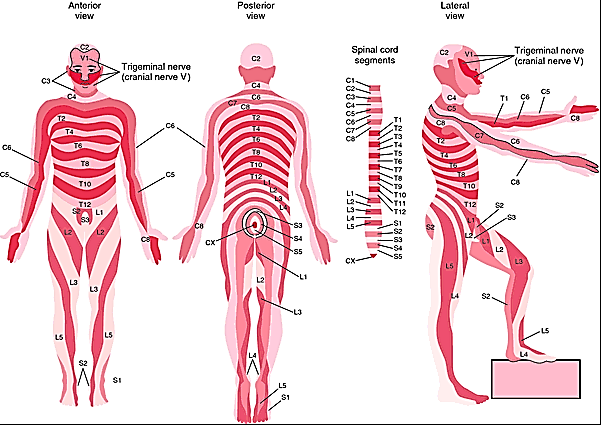 Anterior
view
C2
V1
Trigeminal nerve
(cranial nerve V)
C3
C4
T2
T4
T6
T8
T10
T12
C6
C5
C5
C6
S2
L1
S3
L2
L2
C8
L3
L3
L5
L5
S2
S1
Posterior
view
C2
C4
C6
C7
C8
T2
T4
T6
T8
T10
T12
L1
L2
L3
L4
S3
S4
S5
C8
CX
L1
L2
L3
L4
L5
S1
Spinal cord
segments
C1
C2
C3
C4
C5
C6
C7
C8
T1
T2
T3
T4
T5
T6
T7
T8
T9
T10
T11
T12
L1
L2
L3
L4
L5
S1
S2
S3
S4
S5
CX
Lateral
view
C2
V1
Trigeminal nerve
(cranial nerve V)
C3
C4
C5
T1
C6
C5
C8
C8
C7
C6
C8
T2
T4
T6
T8
T10
T12
S2
S2
S3
L1
L1
L2
L2
L3
L5
L4
S2
L5
L4